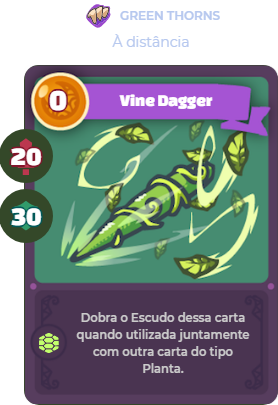 GREEN THORNS
À distância
0
Vine Dagger
20
30
Dobra o Escudo dessa carta
quando utilizada juntamente
com outra carta do tipo
Planta.